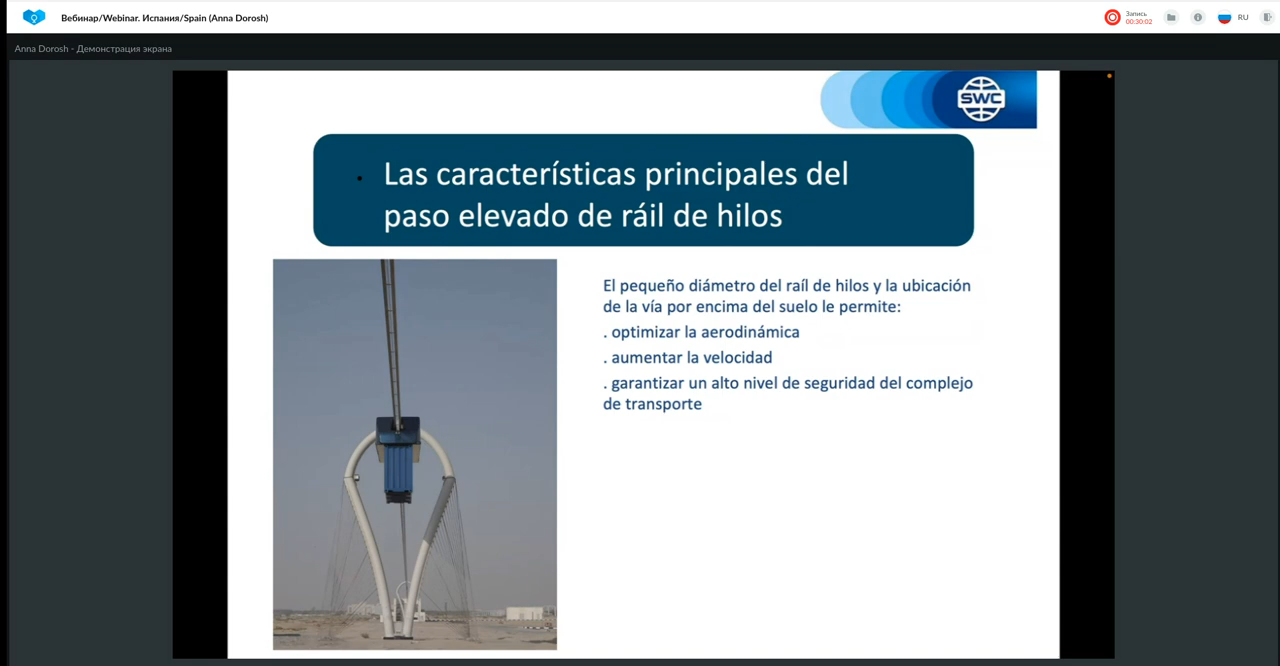 Вебинар/Webinar. Испания/Spain (Anna Dorosh)
Запись
00:30:02
RU
Anna Dorosh - Демонстрация экрана
SWC
• Las características principales del
paso elevado de ráil de hilos
El pequeño diámetro del raíl de hilos y la ubicación
de la vía por encima del suelo le permite:
. optimizar la aerodinámica
. aumentar la velocidad
. garantizar un alto nivel de seguridad del complejo
de transporte